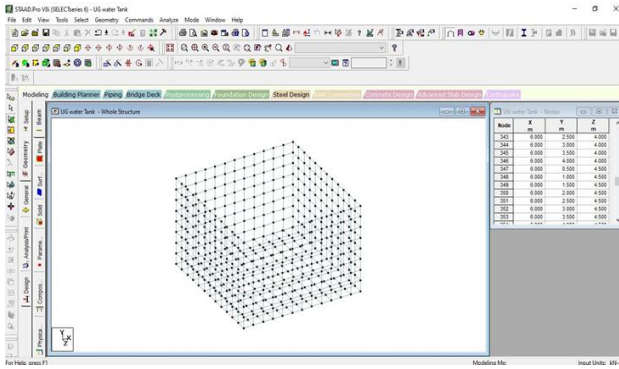 STAAD.Pro V8i (SELECTseries 6) - UG water Tank
File Edit View Tools Select Geometry Commands Analyze Mode Window Help
Modeling Building Planner Piping Bridge Deck Postprocessing Foundation Design Steel Design Concrete Design Advanced Slab Design Earthquake
UG water Tank - Whole Structure
UG water Tank - Nodes
Setup
Geometry
General
Analysis/Print
Design
Beam
Plate
Surf...
Solid
Parame...
Compos...
Physica...
Node X Y Z
m m m
343 6.000 2.500 4.000
344 6.000 3.000 4.000
345 6.000 3.500 4.000
346 6.000 4.000 4.000
347 6.000 0.500 4.500
348 6.000 1.000 4.500
349 6.000 1.500 4.500
350 6.000 2.000 4.500
351 6.000 2.500 4.500
352 6.000 3.000 4.500
353 6.000 3.500 4.500
Y
X
Z
For Help, press F1
Modeling Mo
Input Units: kN-